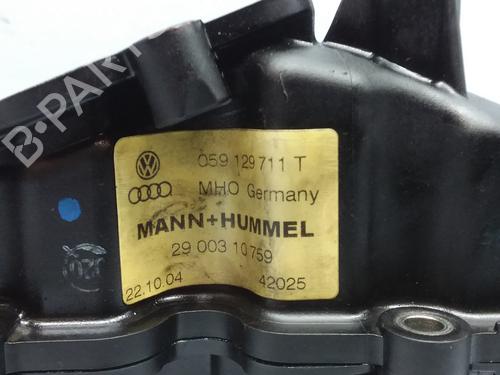 B-PARTS
059 129 711 T
MHO Germany
MANN+HUMMEL
29 003 10 759
22.10.04 42025